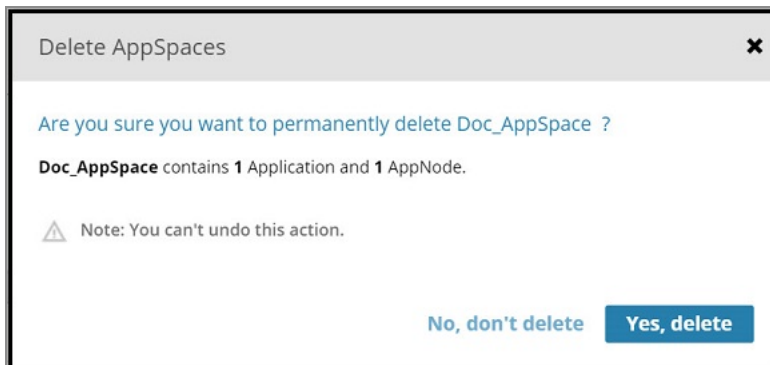 Delete AppSpaces
Are you sure you want to permanently delete Doc_AppSpace ?
Doc_AppSpace contains 1 Application and 1 AppNode.
Note: You can't undo this action.
No, don't delete Yes, delete